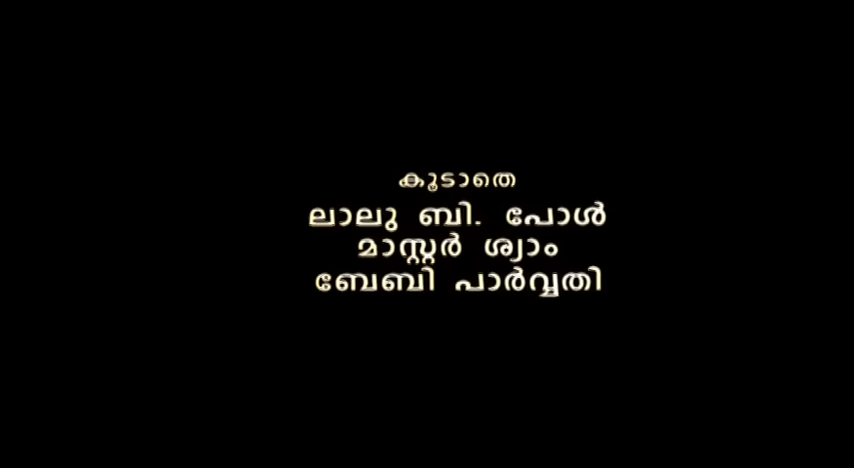 കൂടാതെ
ലാലു ബി. പോൾ
മാസ്റ്റർ ശ്യാം
ബേബി പാർവ്വതി